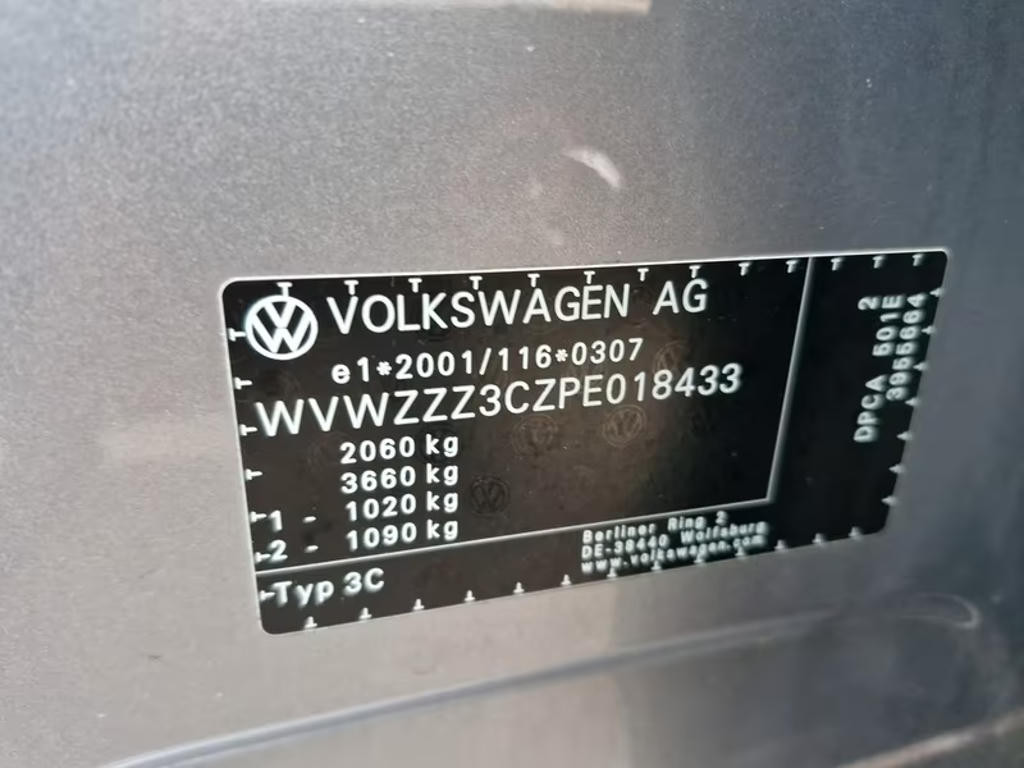 VOLKSWAGEN AG
e1*2001/116*0307
WVWZZZ3CZPE018433
2060 kg
3660 kg
1 - 1020 kg
2 - 1090 kg
Typ 3C
Berliner Ring 2
DE-38440 Wolfsburg
www.volkswagen.com
2
DPCA 501E
3955664